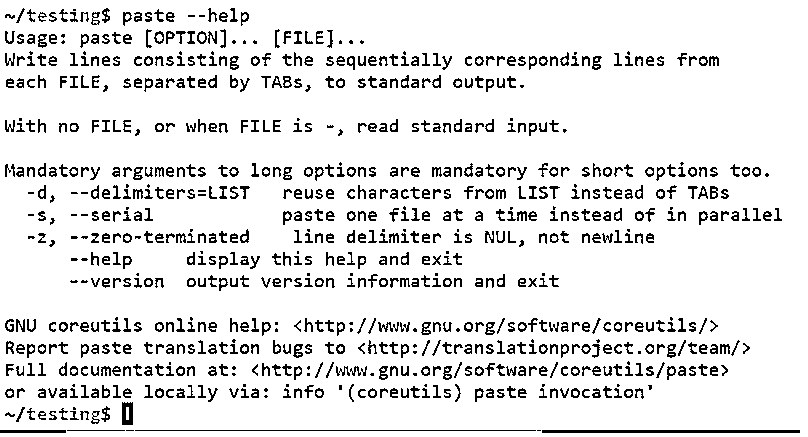 ~/testing$ paste --help
Usage: paste [OPTION]... [FILE]...
Write lines consisting of the sequentially corresponding lines from
each FILE, separated by TABs, to standard output.

With no FILE, or when FILE is -, read standard input.

Mandatory arguments to long options are mandatory for short options too.
  -d, --delimiters=LIST   reuse characters from LIST instead of TABs
  -s, --serial            paste one file at a time instead of in parallel
  -z, --zero-terminated    line delimiter is NUL, not newline
      --help     display this help and exit
      --version  output version information and exit

GNU coreutils online help: <http://www.gnu.org/software/coreutils/>
Report paste translation bugs to <http://translationproject.org/team/>
Full documentation at: <http://www.gnu.org/software/coreutils/paste>
or available locally via: info '(coreutils) paste invocation'
~/testing$